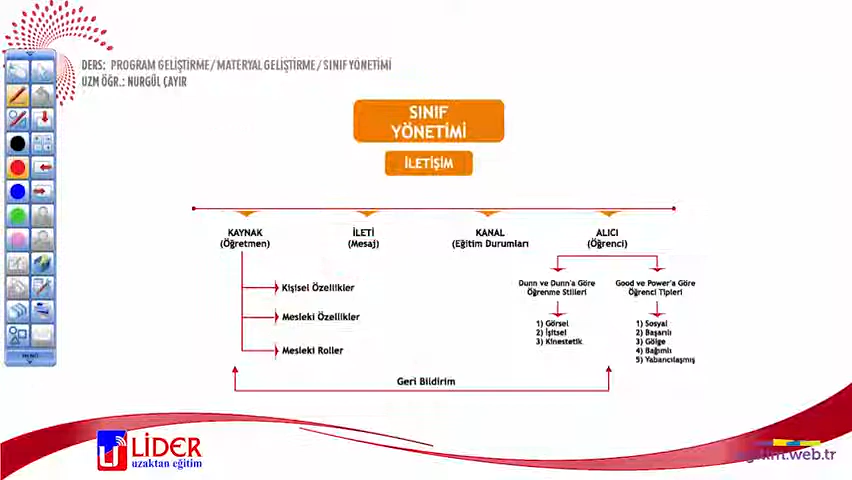 DERS: PROGRAM GELİŞTİRME/ MATERYAL GELİŞTİRME/ SINIF YÖNETİMİ
UZM ÖĞR.: NURGÜL ÇAYIR
SINIF
YÖNETİMİ
İLETİŞİM
KAYNAK
(Öğretmen)
İLETİ
(Mesaj)
KANAL
(Eğitim Durumları
ALICI
(Öğrenci)
Kişisel Özellikler
Mesleki Özellikler
Mesleki Roller
Dunn ve Dunn'a Göre
Öğrenme Stilleri
1) Görsel
2) İşitsel
3) Kinestetik
Good ve Power'a Göre
Öğrenci Tipleri
1) Sosyal
2) Başarılı
3) Gölge
4) Bağımlı
5) Yabancılaşmış
Geri Bildirim
LİDER
uzaktan eğitim